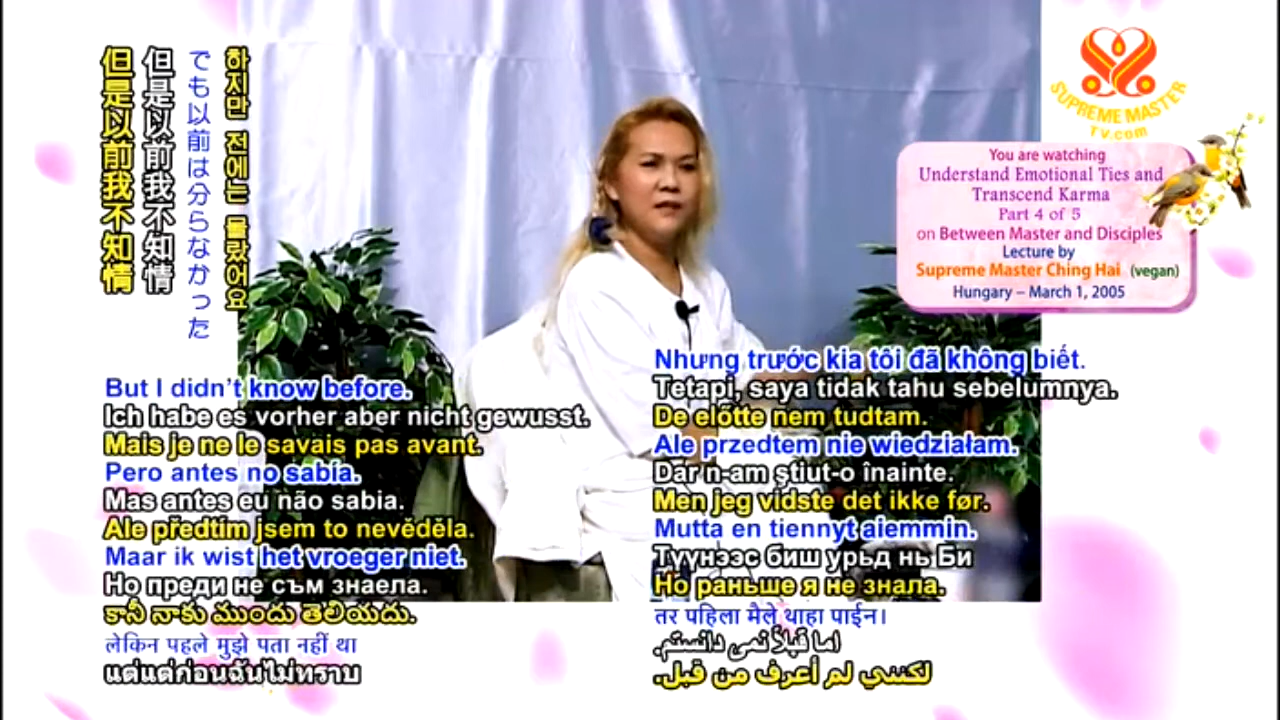 但是以前我不知情
但是以前我不知情
でも以前は分らなかった
하지만 전에는 몰랐어요
SUPREME MASTER
TV.com
You are watching
Understand Emotional Ties and
Transcend Karma
Part 4 of 5
on Between Master and Disciples
Lecture by
Supreme Master Ching Hai (vegan)
Hungary – March 1, 2005
But I didn't know before.
Ich habe es vorher aber nicht gewusst.
Mais je ne le savais pas avant.
Pero antes no sabía.
Mas antes eu não sabia.
Ale předtím jsem to nevěděla.
Maar ik wist het vroeger niet.
Но преди не съм знаела.
కానీ నాకు ముందు తెలియదు.
लेकिन पहले मुझे पता नहीं था
แต่แต่ก่อนฉันไม่ทราบ
Nhưng trước kia tôi đã không biết.
Tetapi, saya tidak tahu sebelumnya.
De előtte nem tudtam.
Ale przedtem nie wiedziałam.
Dar n-am ştiut-o înainte.
Men jeg vidste det ikke før.
Mutta en tiennyt aiemmin.
Түүнээс биш урьд нь Би
Но раньше я не знала.
तर पहिला मैले थाहा पाईन।
اما قبلاً نمی دانستم.
لكنني لم أعرف من قبل.